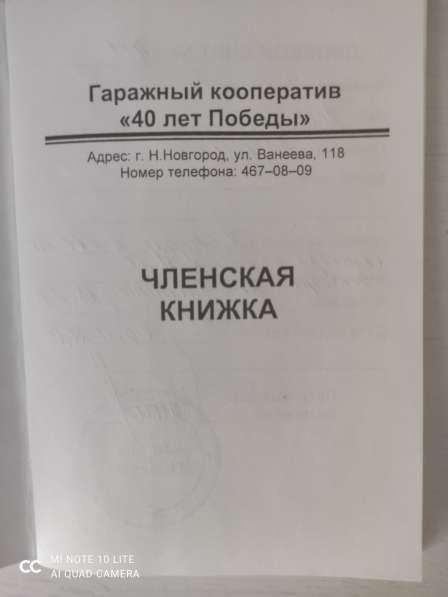 Гаражный кооператив
«40 лет Победы»
Адрес: г. Н.Новгород, ул. Ванеева, 118
Номер телефона: 467–08–09
ЧЛЕНСКАЯ
КНИЖКА
MI NOTE 10 LITE
AI QUAD CAMERA